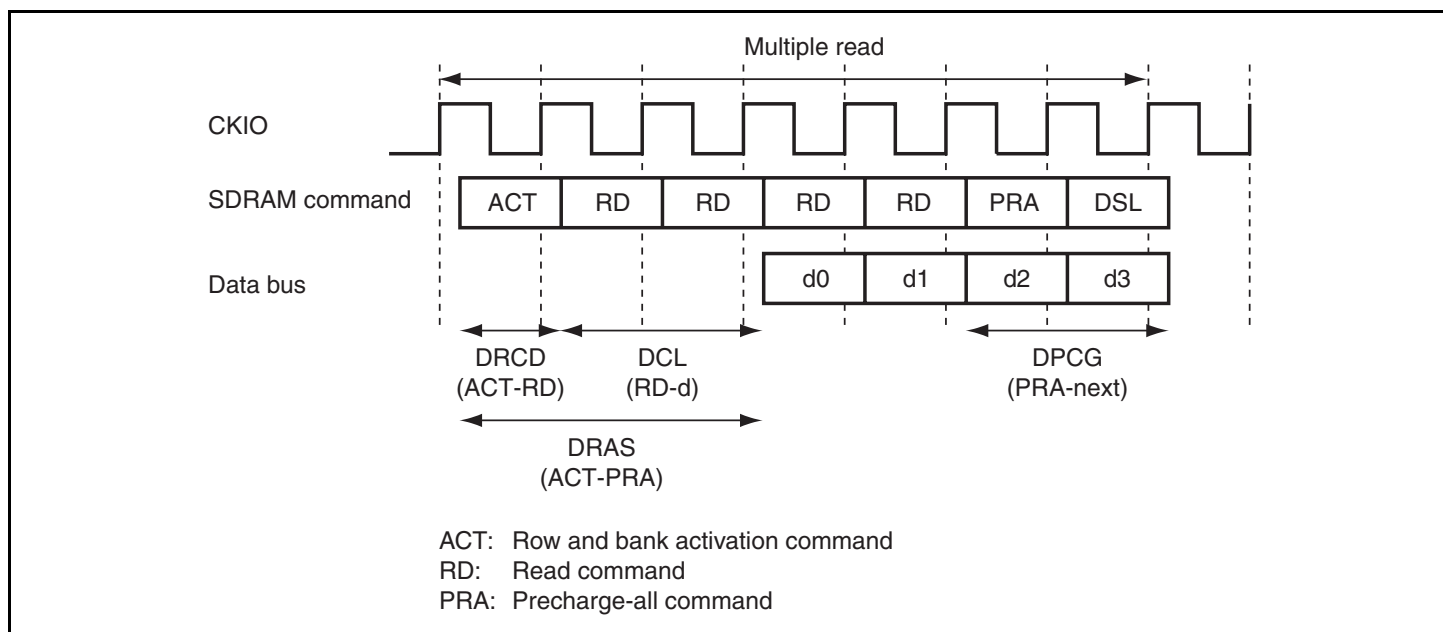 Multiple read
CKIO
SDRAM command
ACT RD RD RD RD PRA DSL
Data bus
d0 d1 d2 d3
DRCD DCL DPCG
(ACT-RD) (RD-d) (PRA-next)
DRAS
(ACT-PRA)
ACT: Row and bank activation command
RD: Read command
PRA: Precharge-all command